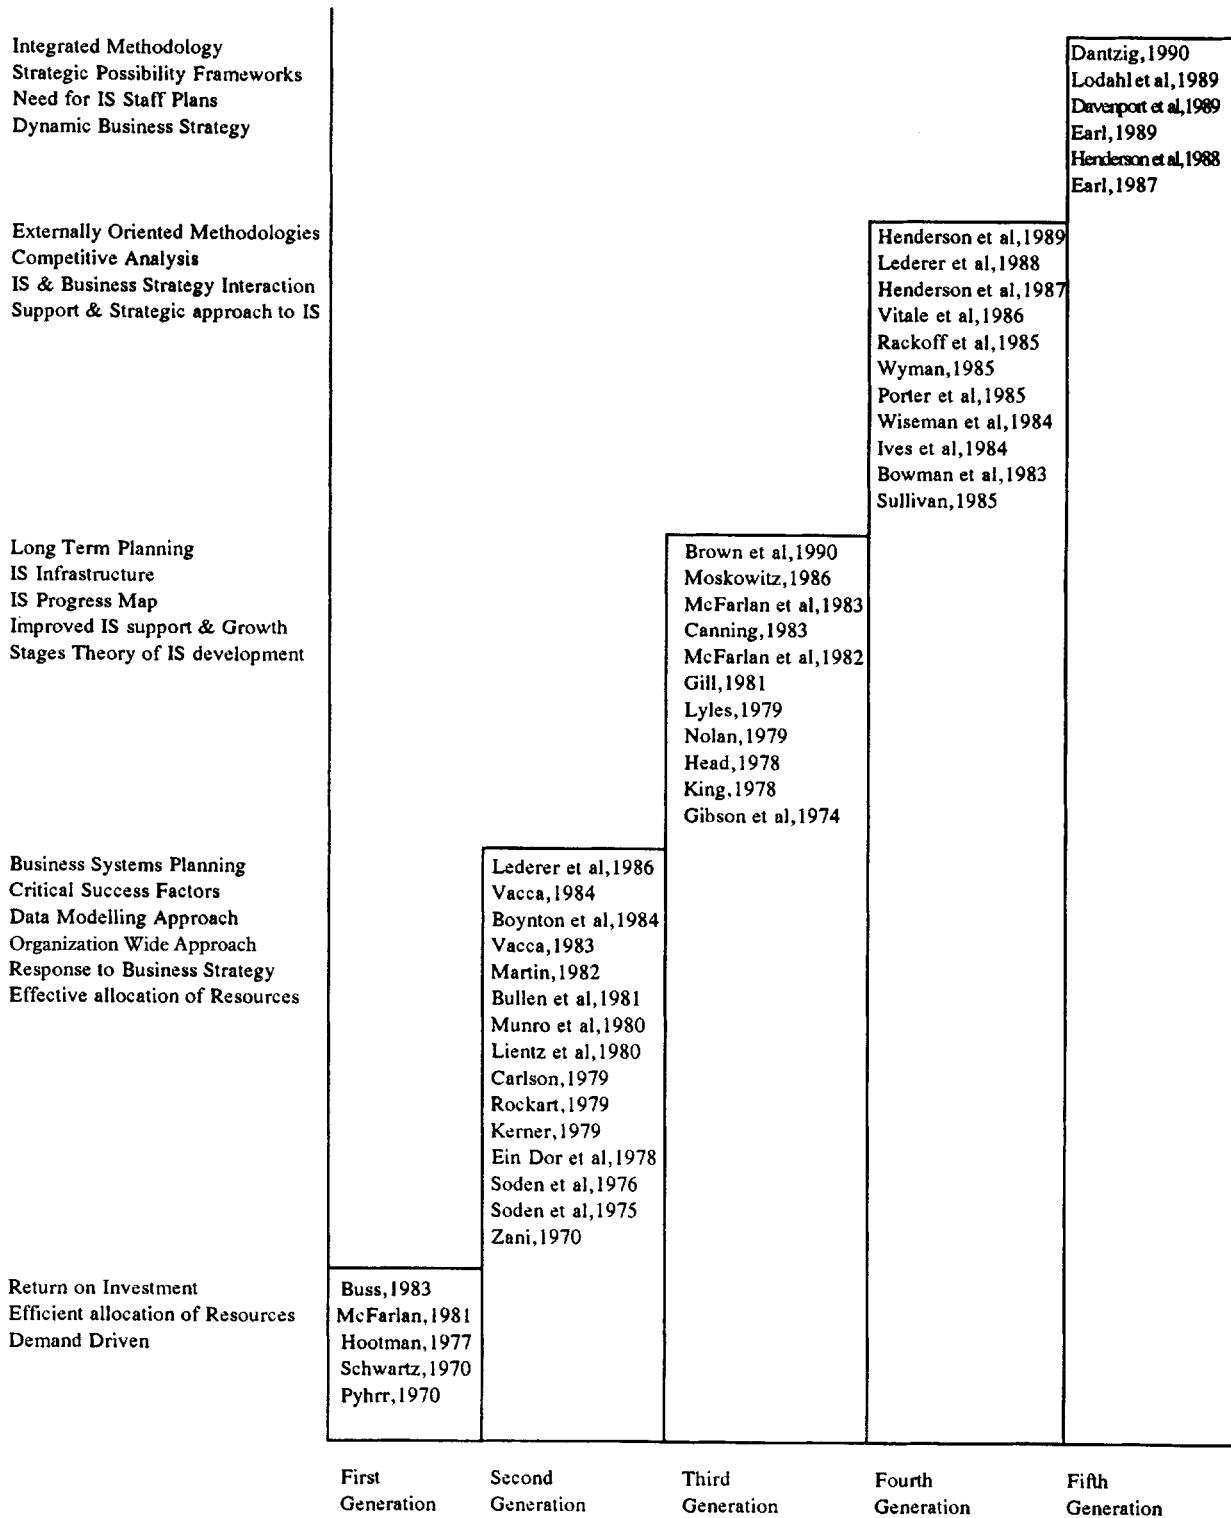 Integrated Methodology
Strategic Possibility Frameworks
Need for IS Staff Plans
Dynamic Business Strategy
Dantzig,1990
Lodahl et al,1989
Davenport et al,1989
Earl,1989
Henderson et al,1988
Earl,1987
Externally Oriented Methodologies
Competitive Analysis
IS & Business Strategy Interaction
Support & Strategic approach to IS
Henderson et al,1989
Lederer et al,1988
Henderson et al,1987
Vitale et al,1986
Rackoff et al,1985
Wyman,1985
Porter et al,1985
Wiseman et al,1984
Ives et al,1984
Bowman et al,1983
Sullivan,1985
Long Term Planning
IS Infrastructure
IS Progress Map
Improved IS support & Growth
Stages Theory of IS development
Brown et al,1990
Moskowitz,1986
McFarlan et al,1983
Canning,1983
McFarlan et al,1982
Gill,1981
Lyles,1979
Nolan,1979
Head,1978
King,1978
Gibson et al,1974
Business Systems Planning
Critical Success Factors
Data Modelling Approach
Organization Wide Approach
Response to Business Strategy
Effective allocation of Resources
Lederer et al,1986
Vacca,1984
Boynton et al,1984
Vacca,1983
Martin,1982
Bullen et al,1981
Munro et al,1980
Lientz et al,1980
Carlson,1979
Rockart,1979
Kerner,1979
Ein Dor et al,1978
Soden et al,1976
Soden et al,1975
Zani,1970
Return on Investment
Efficient allocation of Resources
Demand Driven
Buss,1983
McFarlan,1981
Hootman,1977
Schwartz,1970
Pyhrr,1970
First
Generation
Second
Generation
Third
Generation
Fourth
Generation
Fifth
Generation